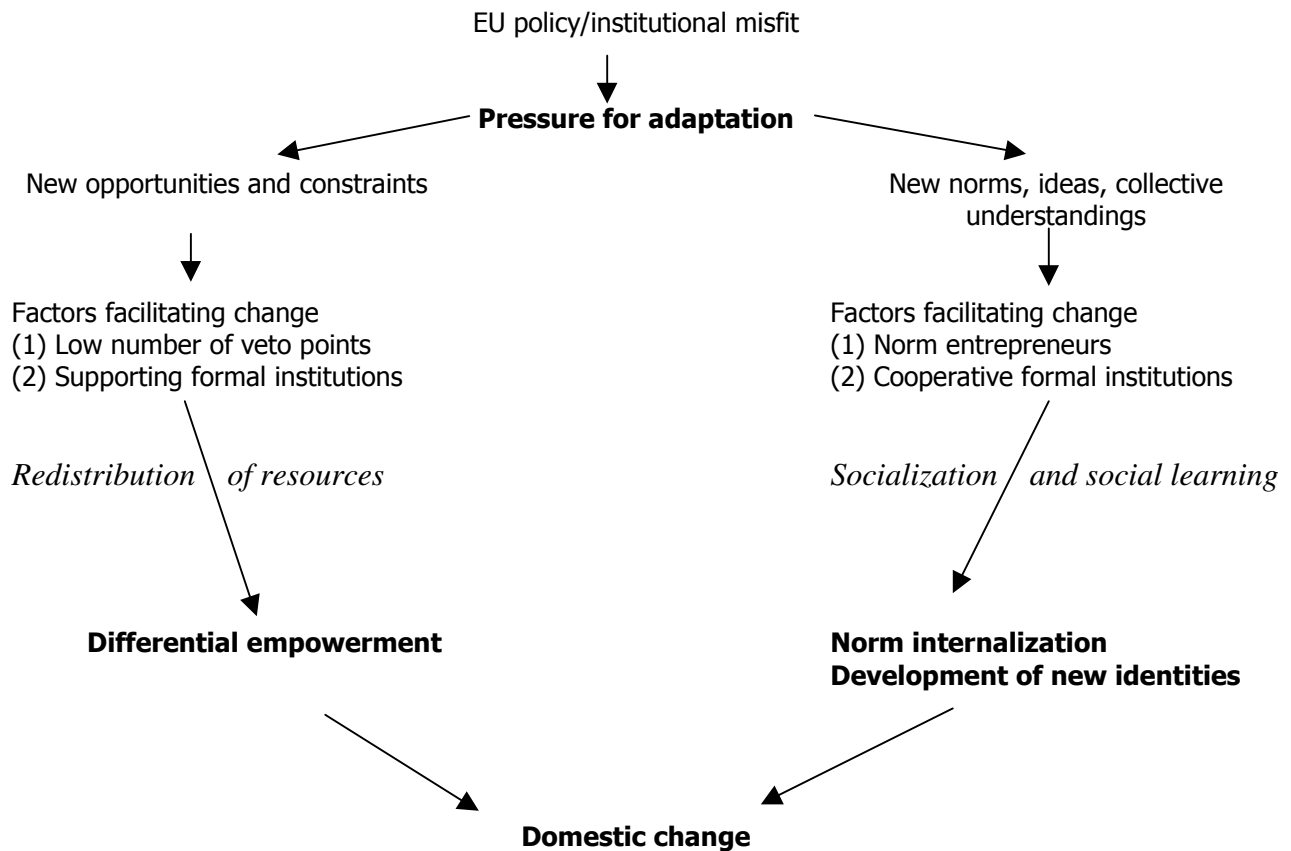 EU policy/institutional misfit
Pressure for adaptation
New opportunities and constraints
Factors facilitating change
(1) Low number of veto points
(2) Supporting formal institutions
Redistribution of resources
Differential empowerment
New norms, ideas, collective
understandings
Factors facilitating change
(1) Norm entrepreneurs
(2) Cooperative formal institutions
Socialization and social learning
Norm internalization
Development of new identities
Domestic change